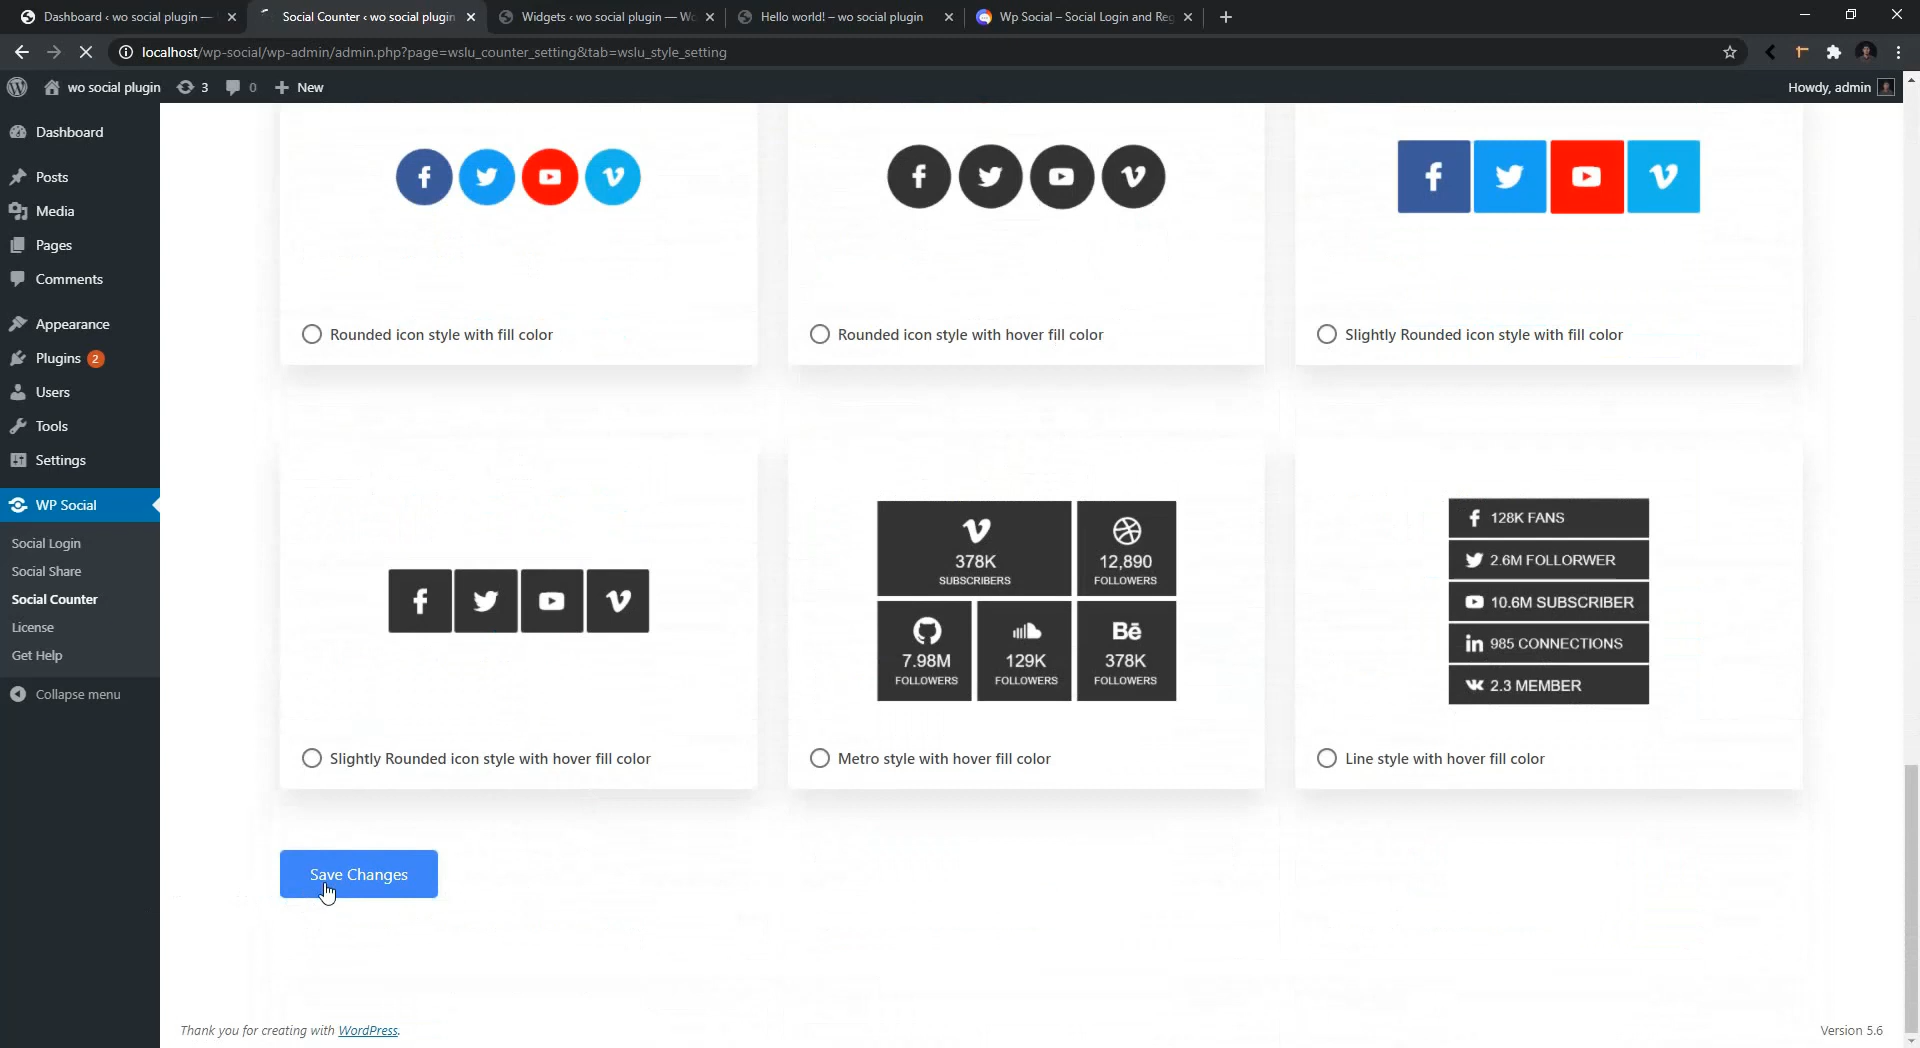 Dashboard ‹ wo social plugin —
Social Counter ‹ wo social plugin
Widgets ‹ wo social plugin — Wo
Hello world! – wo social plugin
Wp Social – Social Login and Reg
localhost/wp-social/wp-admin/admin.php?page=wslu_counter_setting&tab=wslu_style_setting
wo social plugin
3
0
New
Howdy, admin
Dashboard
Posts
Media
Pages
Comments
Appearance
Plugins 2
Users
Tools
Settings
WP Social
Social Login
Social Share
Social Counter
License
Get Help
Collapse menu
Rounded icon style with fill color
Rounded icon style with hover fill color
Slightly Rounded icon style with fill color
378K
SUBSCRIBERS
12,890
FOLLOWERS
Bē
7.98M
FOLLOWERS
129K
FOLLOWERS
378K
FOLLOWERS
128K FANS
2.6M FOLLORWER
10.6M SUBSCRIBER
985 CONNECTIONS
2.3 MEMBER
Slightly Rounded icon style with hover fill color
Metro style with hover fill color
Line style with hover fill color
Save Changes
Thank you for creating with WordPress.
Version 5.6